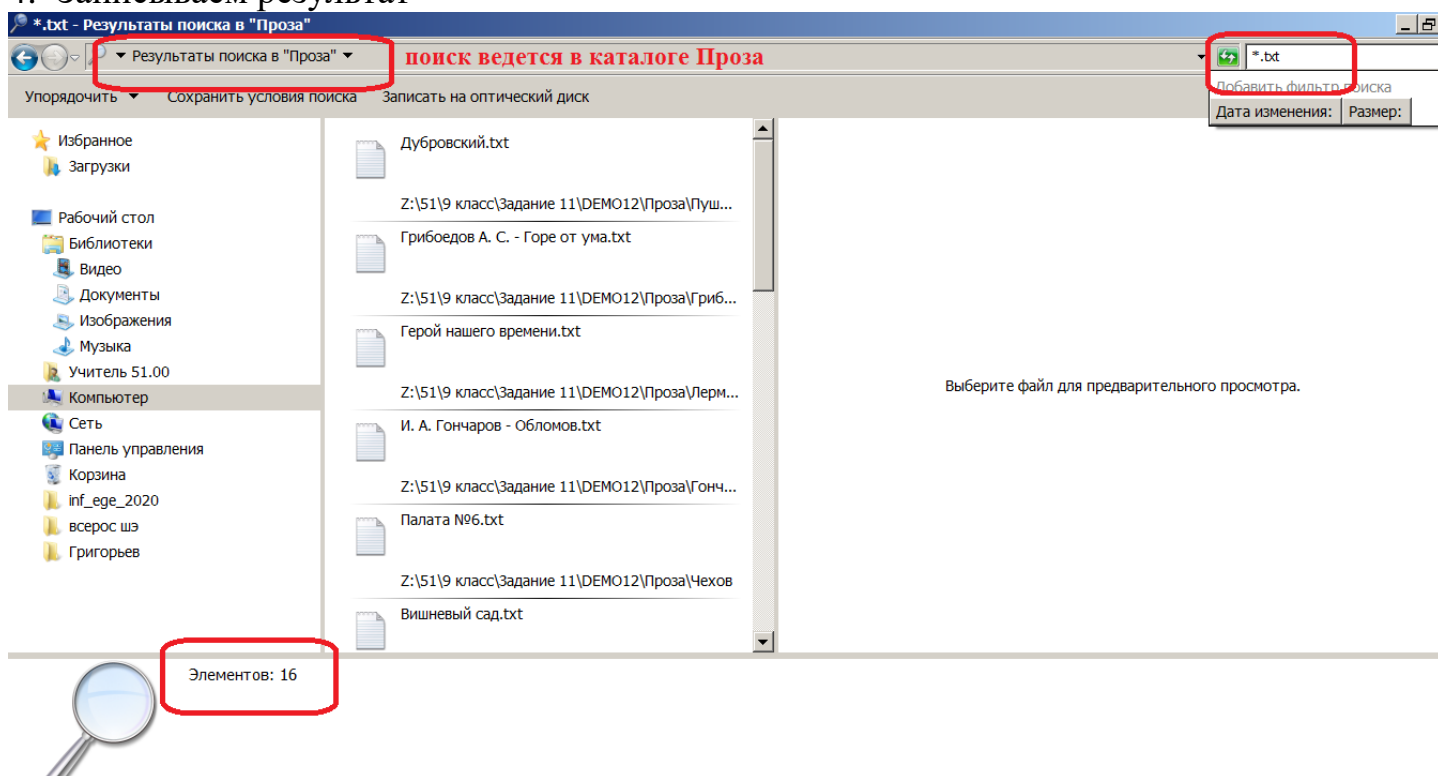 4. Записываем результат
*.txt - Результаты поиска в "Проза"
Результаты поиска в "Проза"
поиск ведется в каталоге Проза
*.txt
Упорядочить
Сохранить условия поиска
Записать на оптический диск
Добавить фильтр поиска
Дата изменения:
Размер:
Избранное
Загрузки
Рабочий стол
Библиотеки
Видео
Документы
Изображения
Музыка
Учитель 51.00
Компьютер
Сеть
Панель управления
Корзина
inf_ege_2020
всерос шэ
Григорьев
Дубровский.txt
Z:\51\9 класс\Задание 11\DEMO12\Проза\Пуш...
Грибоедов А. С. - Горе от ума.txt
Z:\51\9 класс\Задание 11\DEMO12\Проза\Гриб...
Герой нашего времени.txt
Z:\51\9 класс\Задание 11\DEMO12\Проза\Лерм...
И. А. Гончаров - Обломов.txt
Z:\51\9 класс\Задание 11\DEMO12\Проза\Гонч...
Палата №6.txt
Z:\51\9 класс\Задание 11\DEMO12\Проза\Чехов
Вишневый сад.txt
Выберите файл для предварительного просмотра.
Элементов: 16